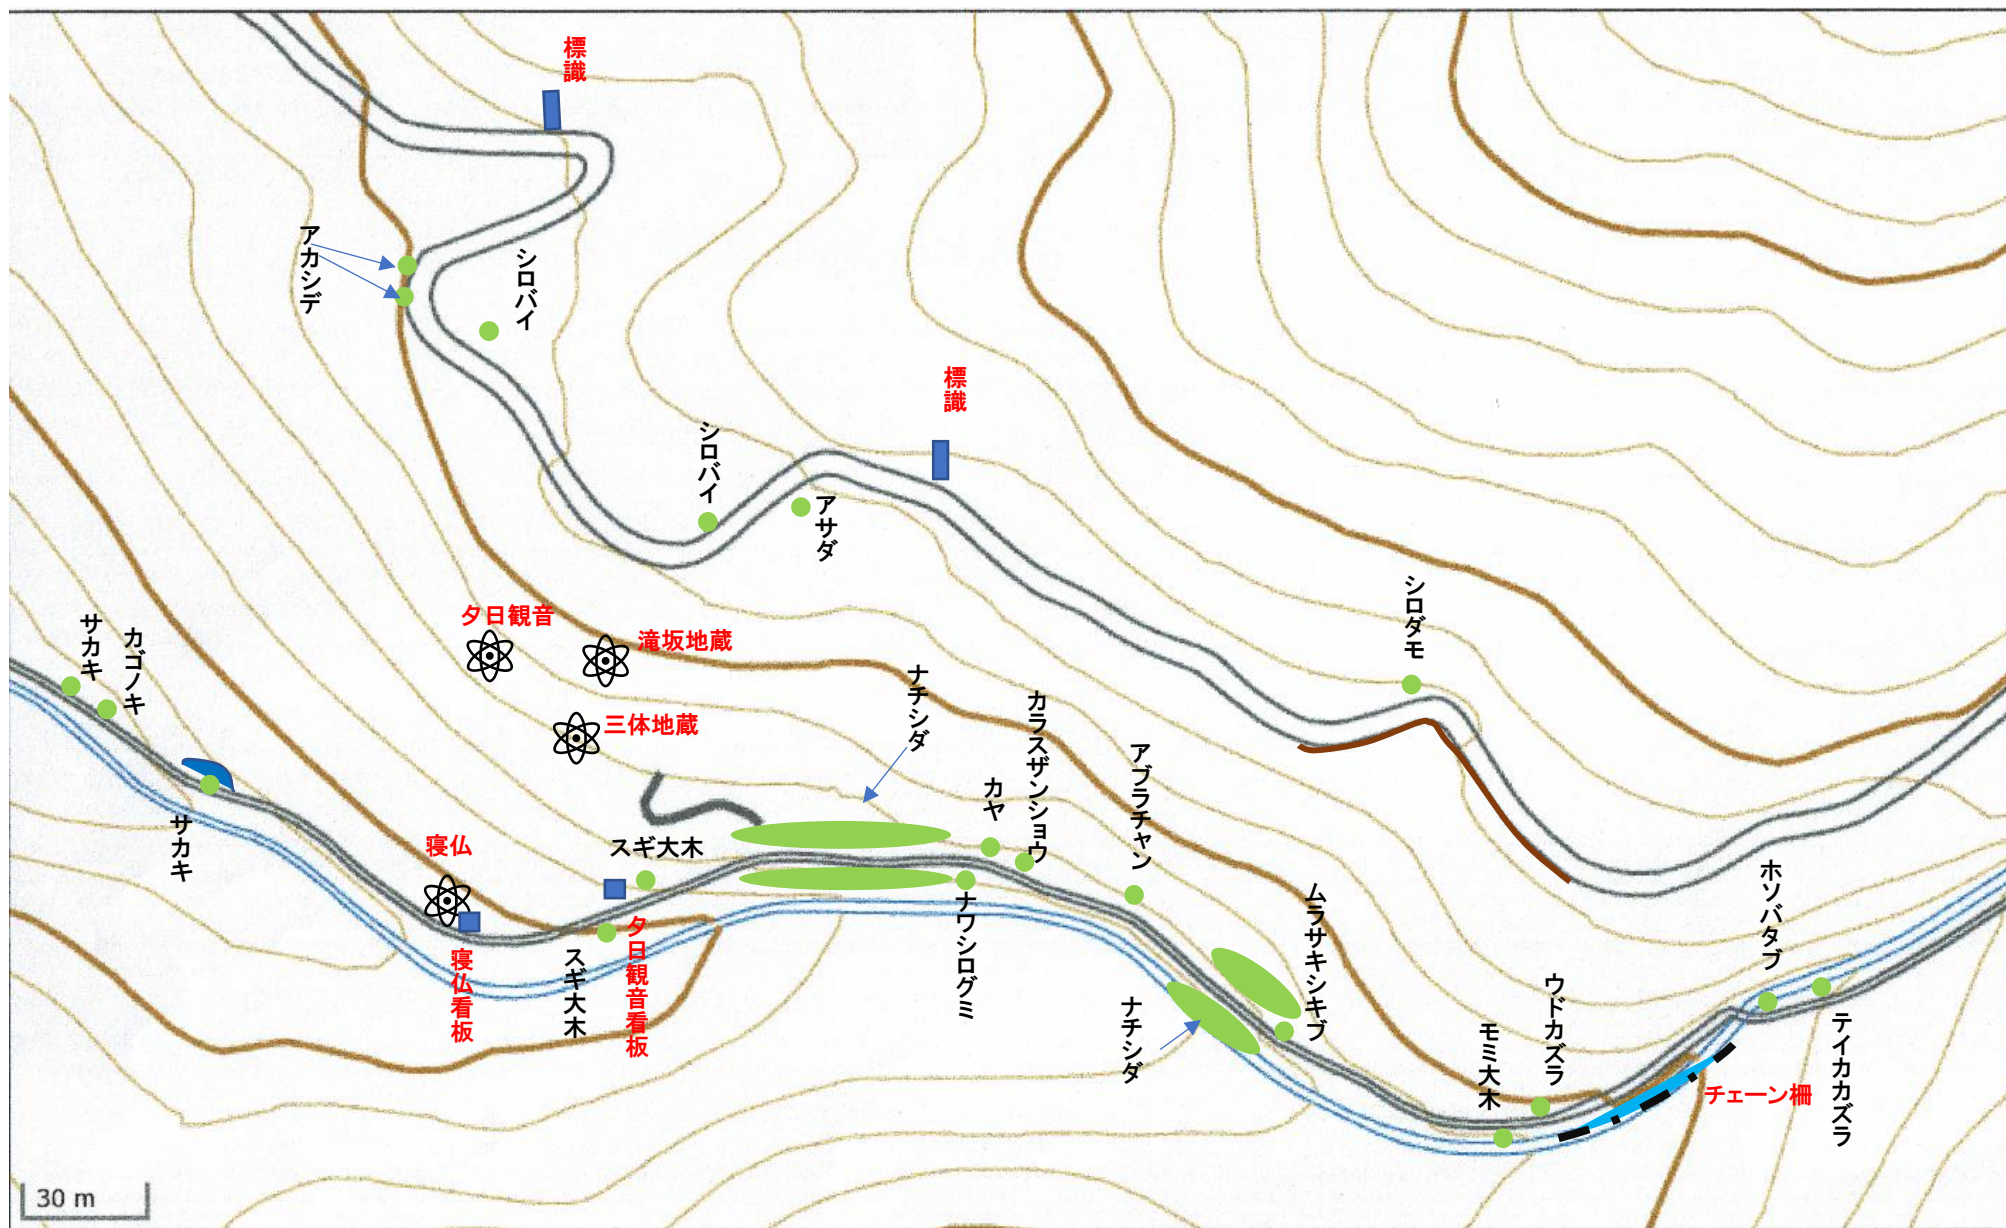 標識
アカシデ
シロバイ
標識
シロバイ
アサダ
シロダモ
夕日観音
滝坂地蔵
三体地蔵
サカキ
カゴノキ
サカキ
ナチシダ
カヤ
カラスザンショウ
アブラチャン
スギ大木
寝仏
寝仏看板
スギ大木
夕日観音看板
ナワシログミ
ムラサキシキブ
ナチシダ
モミ大木
ウドカズラ
ホソバタブ
テイカカズラ
チェーン柵
30 m